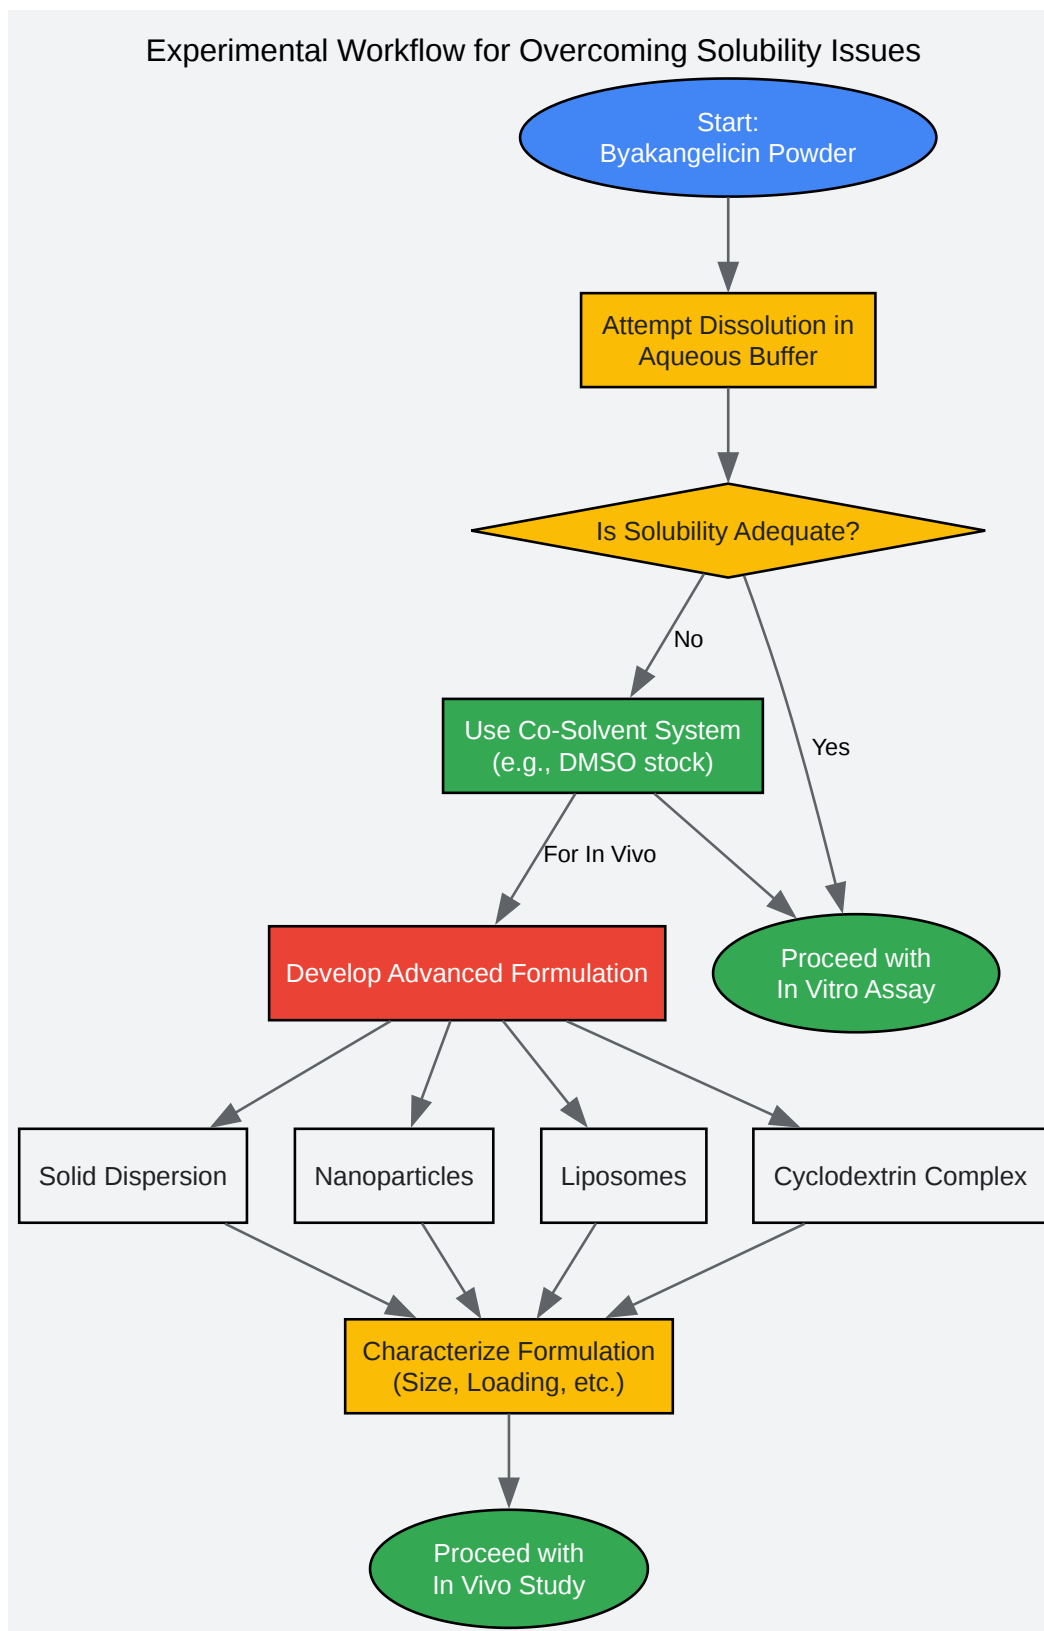 Experimental Workflow for Overcoming Solubility Issues
Start:
Byakangelicin Powder
Attempt Dissolution in
Aqueous Buffer
Is Solubility Adequate?
No
Use Co-Solvent System
(e.g., DMSO stock)
Yes
For In Vivo
Develop Advanced Formulation
Proceed with
In Vitro Assay
Solid Dispersion
Nanoparticles
Liposomes
Cyclodextrin Complex
Characterize Formulation
(Size, Loading, etc.)
Proceed with
In Vivo Study